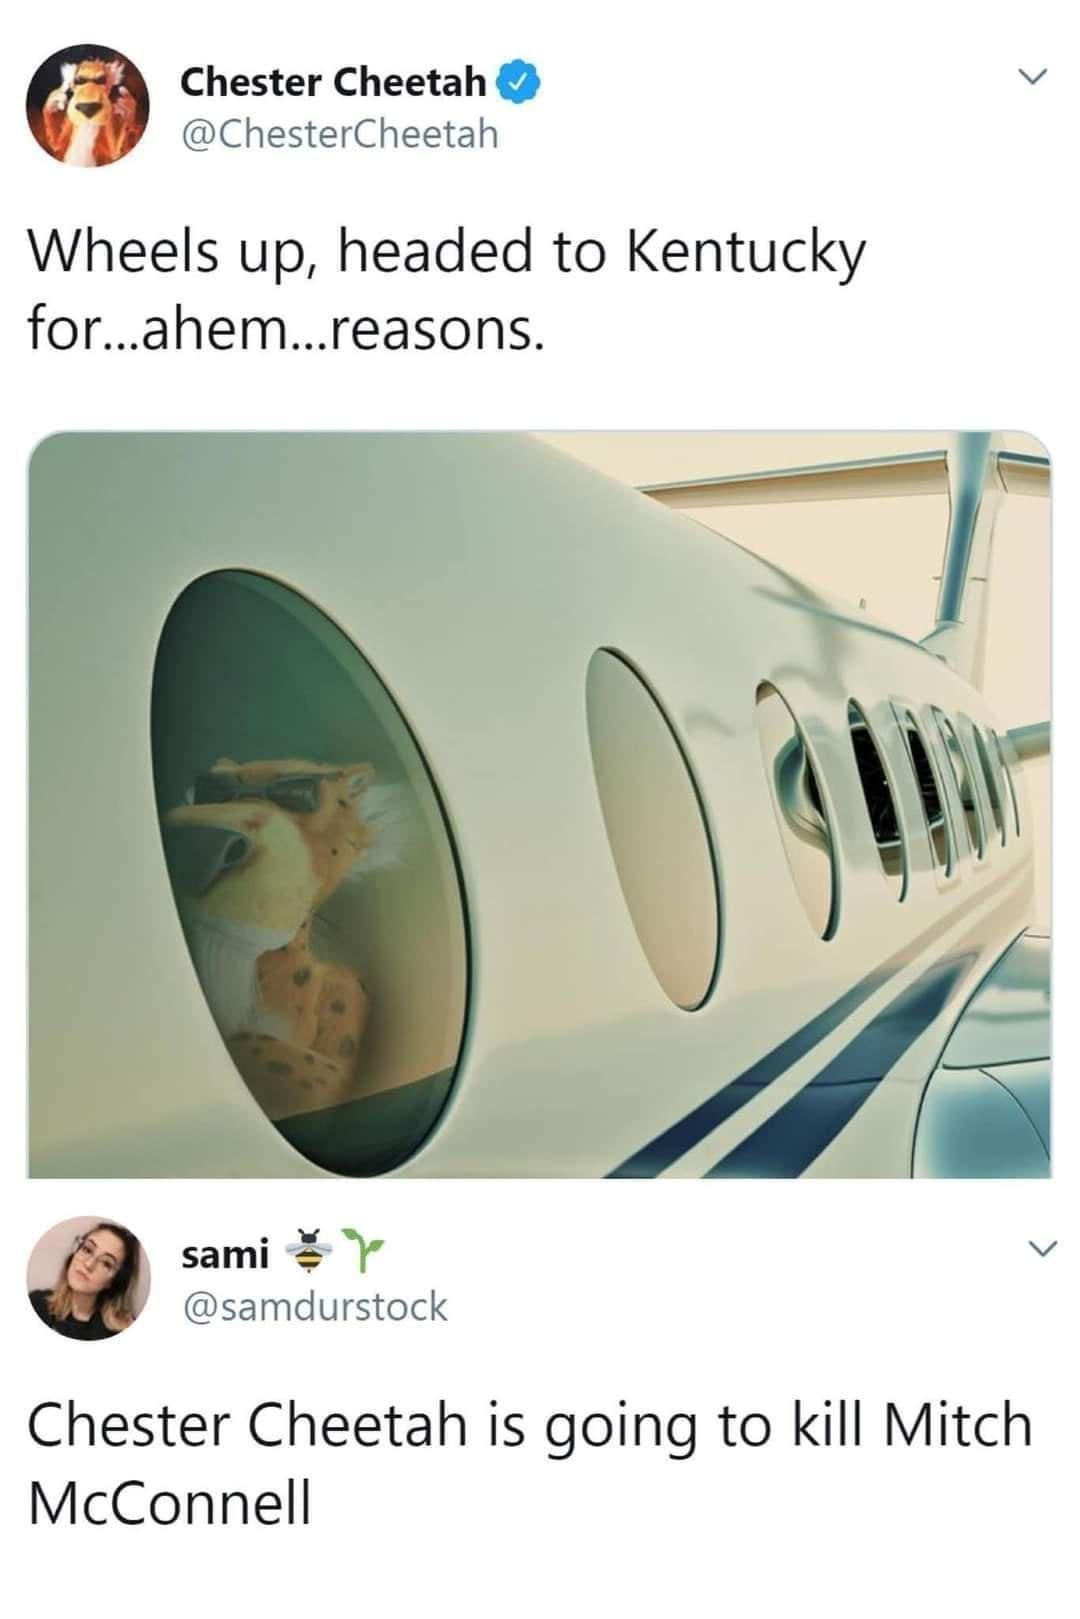 Chester Cheetah
@ChesterCheetah
Wheels up, headed to Kentucky
for...ahem...reasons.
sami 🐝🌱
@samdurstock
Chester Cheetah is going to kill Mitch
McConnell